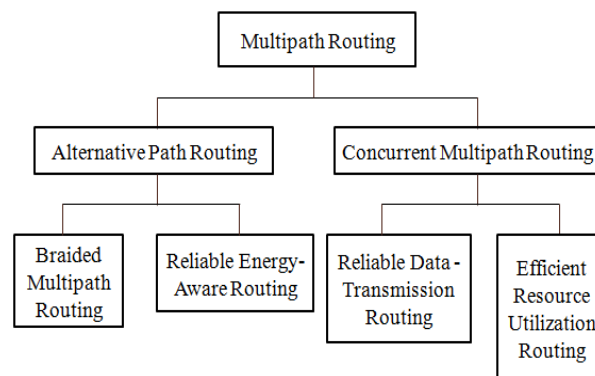 Multipath Routing
Alternative Path Routing
Concurrent Multipath Routing
Braided
Multipath
Routing
Reliable Energy-
Aware Routing
Reliable Data -
Transmission
Routing
Efficient
Resource
Utilization
Routing